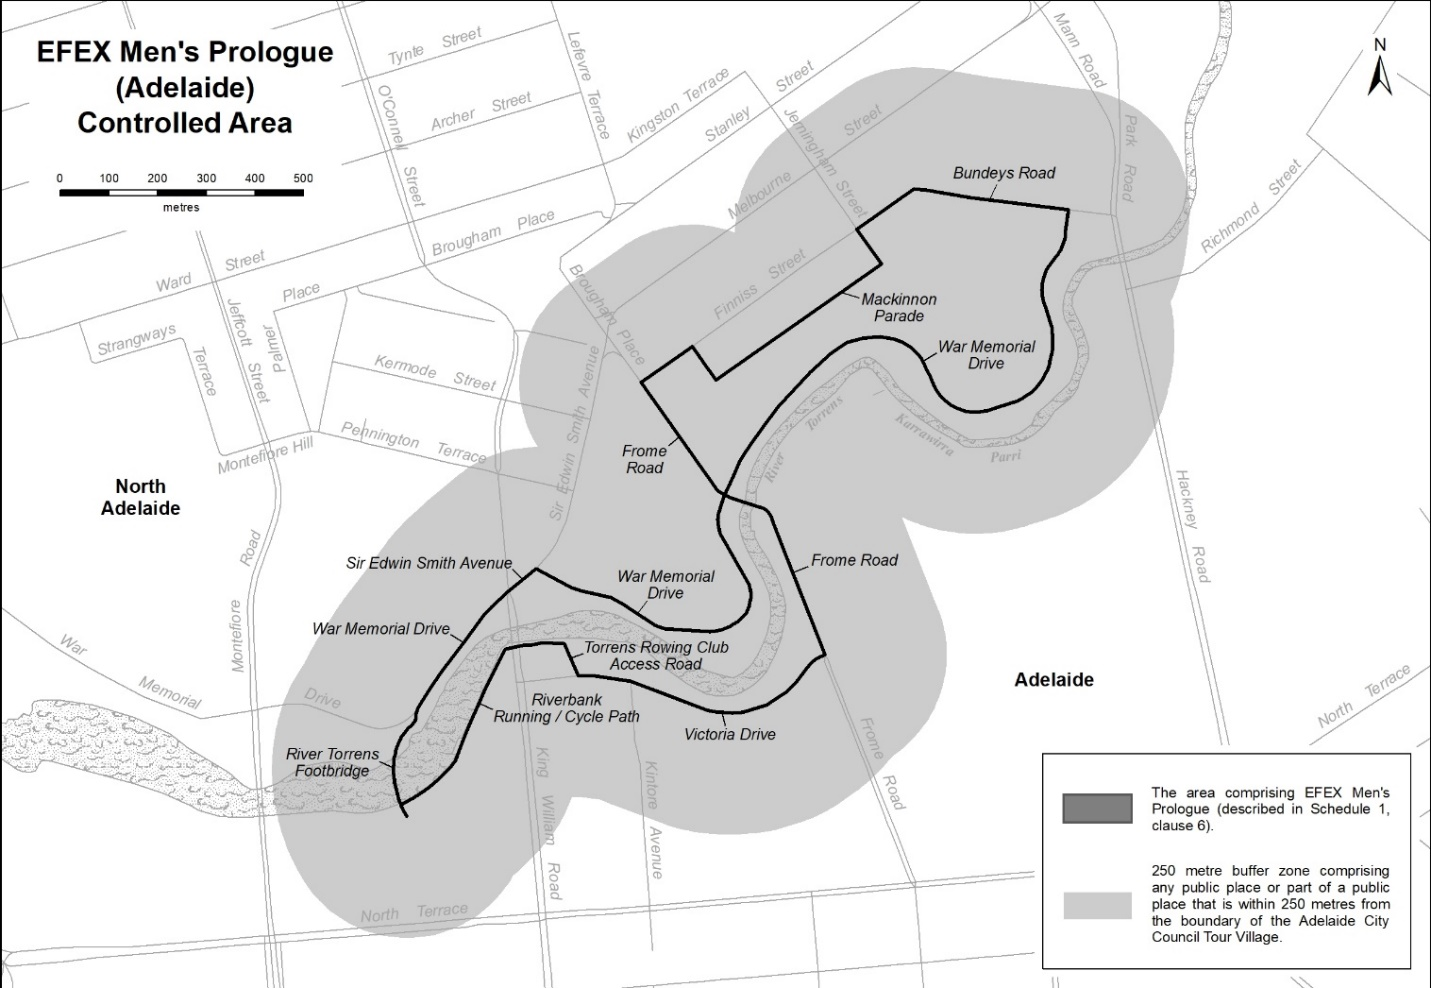 EFEX Men's Prologue
(Adelaide)
Controlled Area
0 100 200 300 400 500
metres
N
Tynte Street
Archer Street
O'Connell Street
Lefevre Terrace
Kingston Terrace
Stanley Street
Melbourne Street
Jerningham Street
Mann Road
Park Road
Richmond Street
Bundeys Road
Ward Street
Brougham Place
Strangways Terrace
Jeffcott Street
Palmer Place
Brougham Place
Finniss Street
Mackinnon
Parade
War Memorial
Drive
Kermode Street
Pennington Terrace
Montefiore Hill
Sir Edwin Smith Avenue
Frome
Road
River Torrens
Karrawirra Parri
Hackney Road
North
Adelaide
Montefiore Road
Sir Edwin Smith Avenue
War Memorial
Drive
Frome Road
War Memorial Drive
Torrens Rowing Club
Access Road
War Memorial Drive
Riverbank
Running / Cycle Path
Victoria Drive
River Torrens
Footbridge
King William Road
Kintore Avenue
Frome Road
Adelaide
North Terrace
North Terrace
The area comprising EFEX Men's
Prologue (described in Schedule 1,
clause 6).
250 metre buffer zone comprising
any public place or part of a public
place that is within 250 metres from
the boundary of the Adelaide City
Council Tour Village.